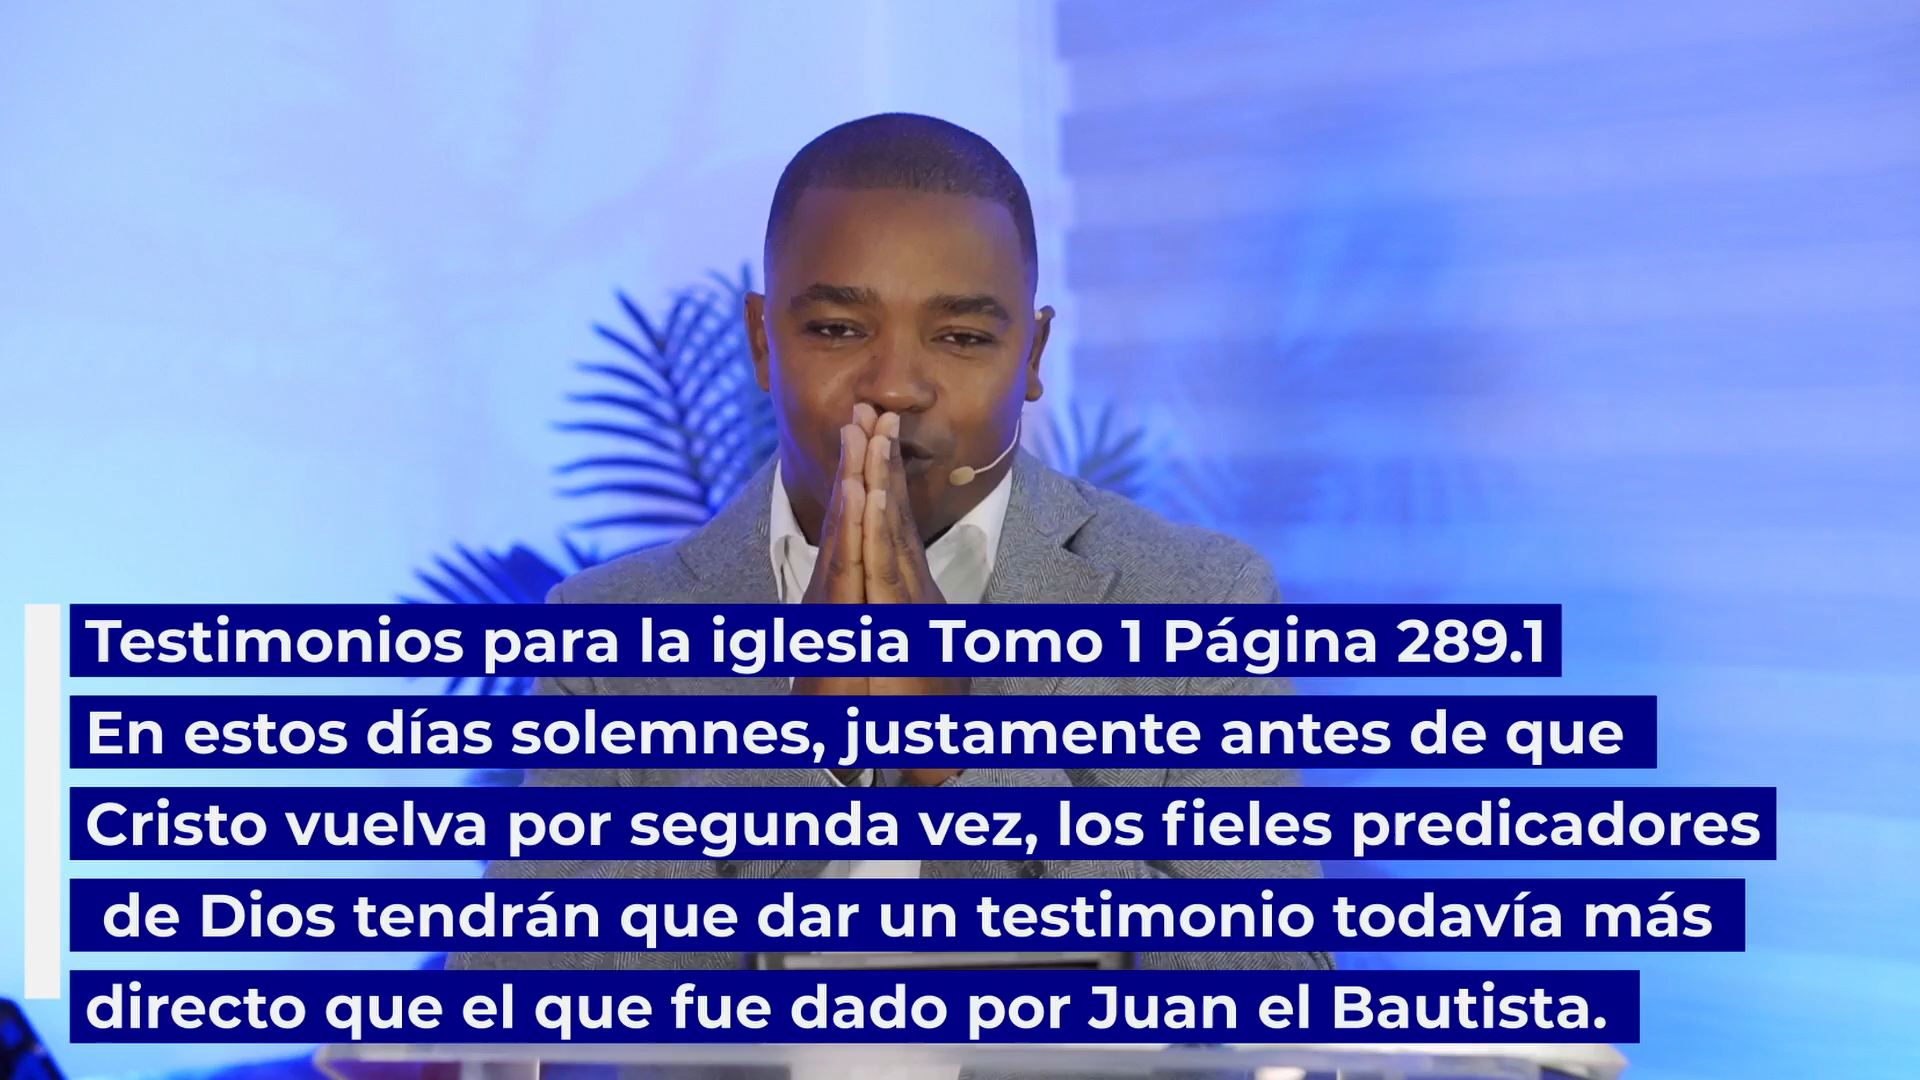 Testimonios para la iglesia Tomo 1 Página 289.1
En estos días solemnes, justamente antes de que
Cristo vuelva por segunda vez, los fieles predicadores
de Dios tendrán que dar un testimonio todavía más
directo que el que fue dado por Juan el Bautista.